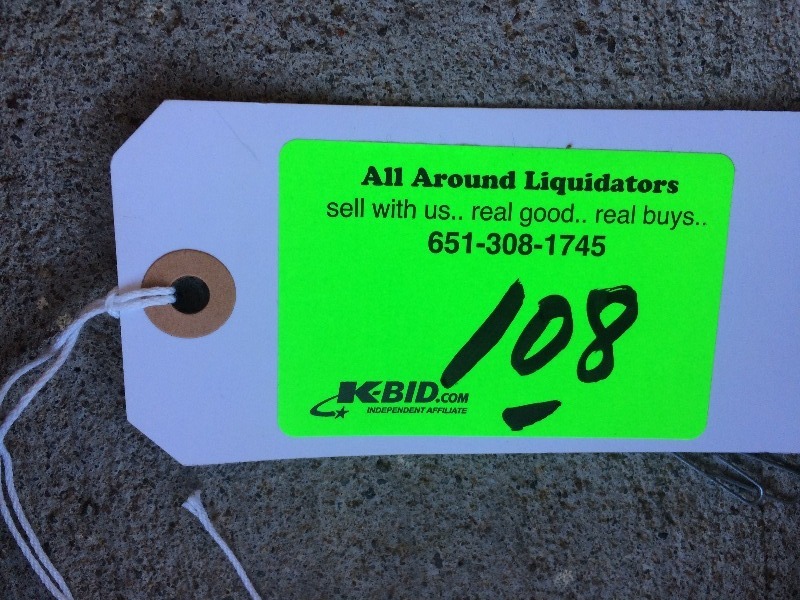 All Around Liquidators
sell with us.. real good.. real buys..
651-308-1745
108
K-BID.COM
INDEPENDENT AFFILIATE